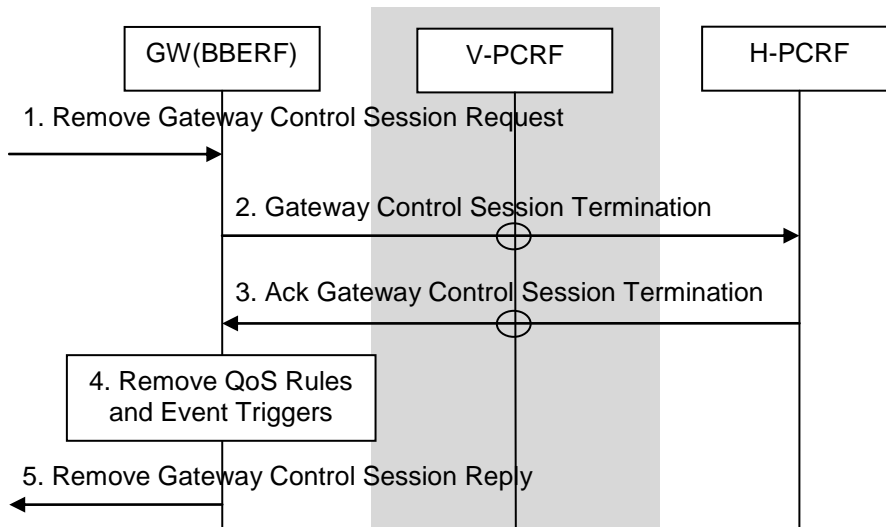 GW(BBERF)
V-PCRF
H-PCRF
1. Remove Gateway Control Session Request
2. Gateway Control Session Termination
3. Ack Gateway Control Session Termination
4. Remove QoS Rules
and Event Triggers
5. Remove Gateway Control Session Reply